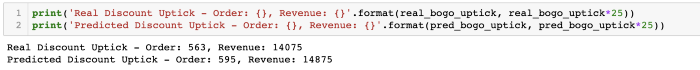 1 print('Real Discount Uptick - Order: {}, Revenue: {}'.format(real_bogo_uptick, real_bogo_uptick*25))
2 print('Predicted Discount Uptick - Order: {}, Revenue: {}'.format(pred_bogo_uptick, pred_bogo_uptick*25))
Real Discount Uptick - Order: 563, Revenue: 14075
Predicted Discount Uptick - Order: 595, Revenue: 14875